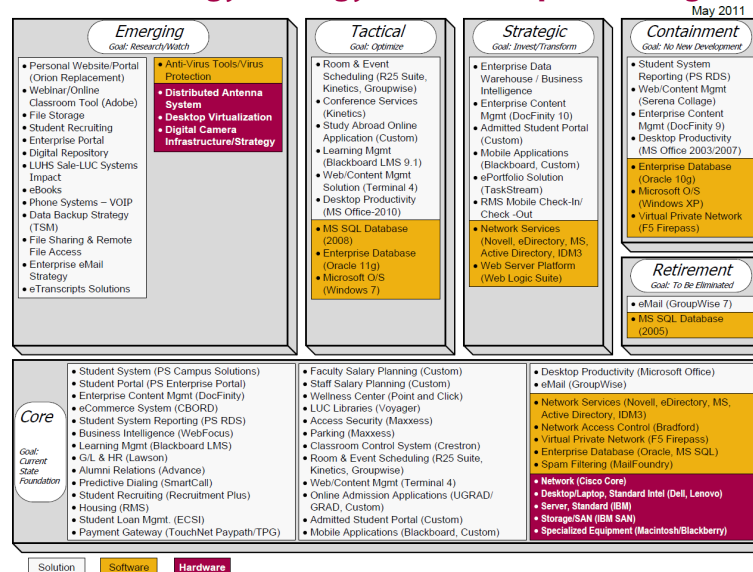 May 2011
Emerging
Goal: Research/Watch
• Personal Website/Portal
(Orion Replacement)
• Webinar/Online
Classroom Tool (Adobe)
• File Storage
• Student Recruiting
• Enterprise Portal
• Digital Repository
• LUHS Sale-LUC Systems
Impact
• eBooks
• Phone Systems – VOIP
• Data Backup Strategy
(TSM)
• File Sharing & Remote
File Access
• Enterprise eMail
Strategy
• eTranscripts Solutions
• Anti-Virus Tools/Virus
Protection
• Distributed Antenna
System
• Desktop Virtualization
• Digital Camera
Infrastructure/Strategy
Tactical
Goal: Optimize
• Room & Event
Scheduling (R25 Suite,
Kinetics, Groupwise)
• Conference Services
(Kinetics)
• Study Abroad Online
Application (Custom)
• Learning Mgmt
(Blackboard LMS 9.1)
• Web/Content Mgmt
Solution (Terminal 4)
• Desktop Productivity
(MS Office-2010)
• MS SQL Database
(2008)
• Enterprise Database
(Oracle 11g)
• Microsoft O/S
(Windows 7)
Strategic
Goal: Invest/Transform
• Enterprise Data
Warehouse / Business
Intelligence
• Enterprise Content
Mgmt (DocFinity 10)
• Admitted Student Portal
(Custom)
• Mobile Applications
(Blackboard, Custom)
• ePortfolio Solution
(TaskStream)
• RMS Mobile Check-In/
Check -Out
• Network Services
(Novell, eDirectory, MS,
Active Directory, IDM3
• Web Server Platform
(Web Logic Suite)
Containment
Goal: No New Development
• Student System
Reporting (PS RDS)
• Web/Content Mgmt
(Serena Collage)
• Enterprise Content
Mgmt (DocFinity 9)
• Desktop Productivity
(MS Office 2003/2007)
• Enterprise Database
(Oracle 10g)
• Microsoft O/S
(Windows XP)
• Virtual Private Network
(F5 Firepass)
Retirement
Goal: To Be Eliminated
• eMail (GroupWise 7)
• MS SQL Database
(2005)
Core
Goal:
Current
State
Foundation
• Student System (PS Campus Solutions)
• Student Portal (PS Enterprise Portal)
• Enterprise Content Mgmt (DocFinity)
• eCommerce System (CBORD)
• Student System Reporting (PS RDS)
• Business Intelligence (WebFocus)
• Learning Mgmt (Blackboard LMS)
• G/L & HR (Lawson)
• Alumni Relations (Advance)
• Predictive Dialing (SmartCall)
• Student Recruiting (Recruitment Plus)
• Housing (RMS)
• Student Loan Mgmt. (ECSI)
• Payment Gateway (TouchNet Paypath/TPG)
• Faculty Salary Planning (Custom)
• Staff Salary Planning (Custom)
• Wellness Center (Point and Click)
• LUC Libraries (Voyager)
• Access Security (Maxxess)
• Parking (Maxxess)
• Classroom Control System (Crestron)
• Room & Event Scheduling (R25 Suite,
Kinetics, Groupwise)
• Web/Content Mgmt (Terminal 4)
• Online Admission Applications (UGRAD/
GRAD, Custom)
• Admitted Student Portal (Custom)
• Mobile Applications (Blackboard, Custom)
• Desktop Productivity (Microsoft Office)
• eMail (GroupWise)
• Network Services (Novell, eDirectory, MS,
Active Directory, IDM3)
• Network Access Control (Bradford)
• Virtual Private Network (F5 Firepass)
• Enterprise Database (Oracle, MS SQL)
• Spam Filtering (MailFoundry)
• Network (Cisco Core)
• Desktop/Laptop, Standard Intel (Dell, Lenovo)
• Server, Standard (IBM)
• Storage/SAN (IBM SAN)
• Specialized Equipment (Macintosh/Blackberry)
Solution
Software
Hardware